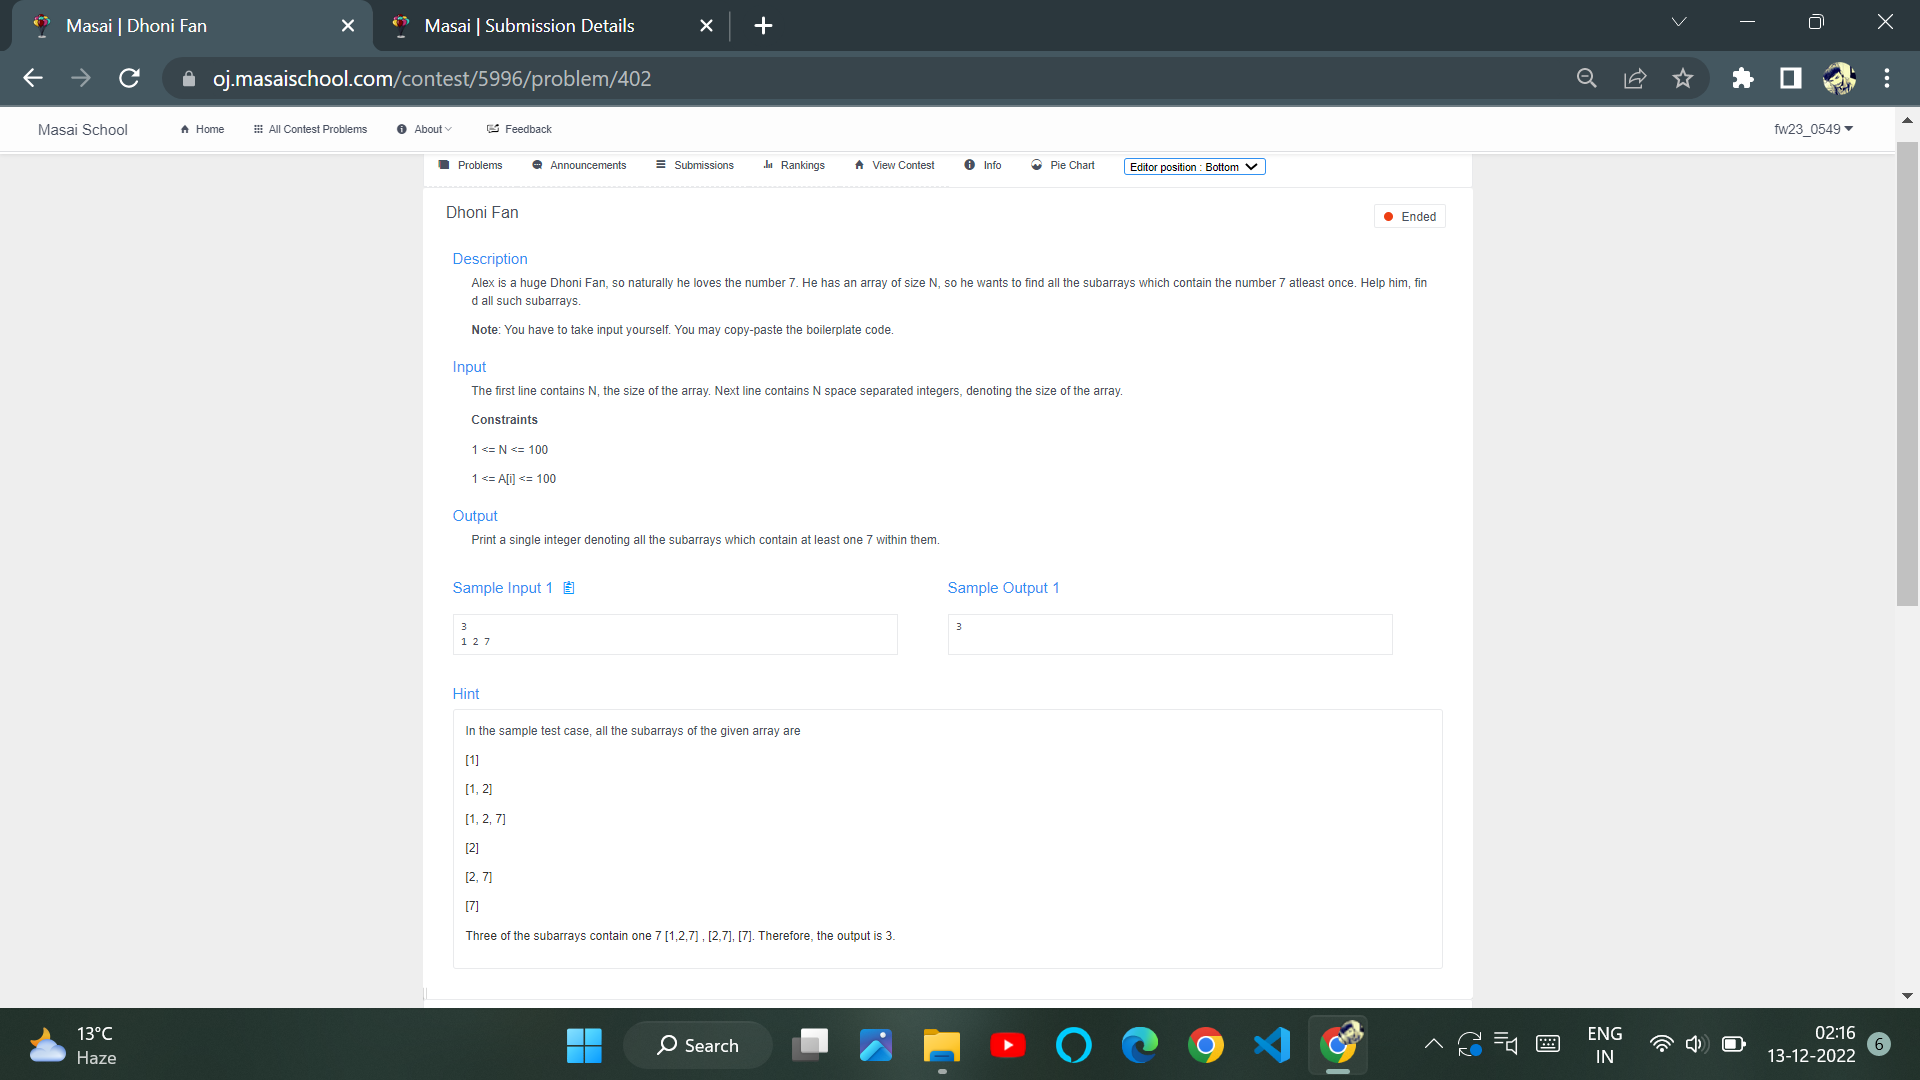 Masai | Dhoni Fan
Masai | Submission Details
oj.masaischool.com/contest/5996/problem/402
Masai School
Home
All Contest Problems
About
Feedback
fw23_0549
Problems
Announcements
Submissions
Rankings
View Contest
Info
Pie Chart
Editor position : Bottom
Dhoni Fan
Ended
Description
Alex is a huge Dhoni Fan, so naturally he loves the number 7. He has an array of size N, so he wants to find all the subarrays which contain the number 7 atleast once. Help him, fin
d all such subarrays.
Note: You have to take input yourself. You may copy-paste the boilerplate code.
Input
The first line contains N, the size of the array. Next line contains N space separated integers, denoting the size of the array.
Constraints
1 <= N <= 100
1 <= A[i] <= 100
Output
Print a single integer denoting all the subarrays which contain at least one 7 within them.
Sample Input 1
Sample Output 1
3
1 2 7
3
Hint
In the sample test case, all the subarrays of the given array are
[1]
[1, 2]
[1, 2, 7]
[2]
[2, 7]
[7]
Three of the subarrays contain one 7 [1,2,7] , [2,7], [7]. Therefore, the output is 3.
13°C
Haze
Search
ENG
IN
02:16
13-12-2022
6